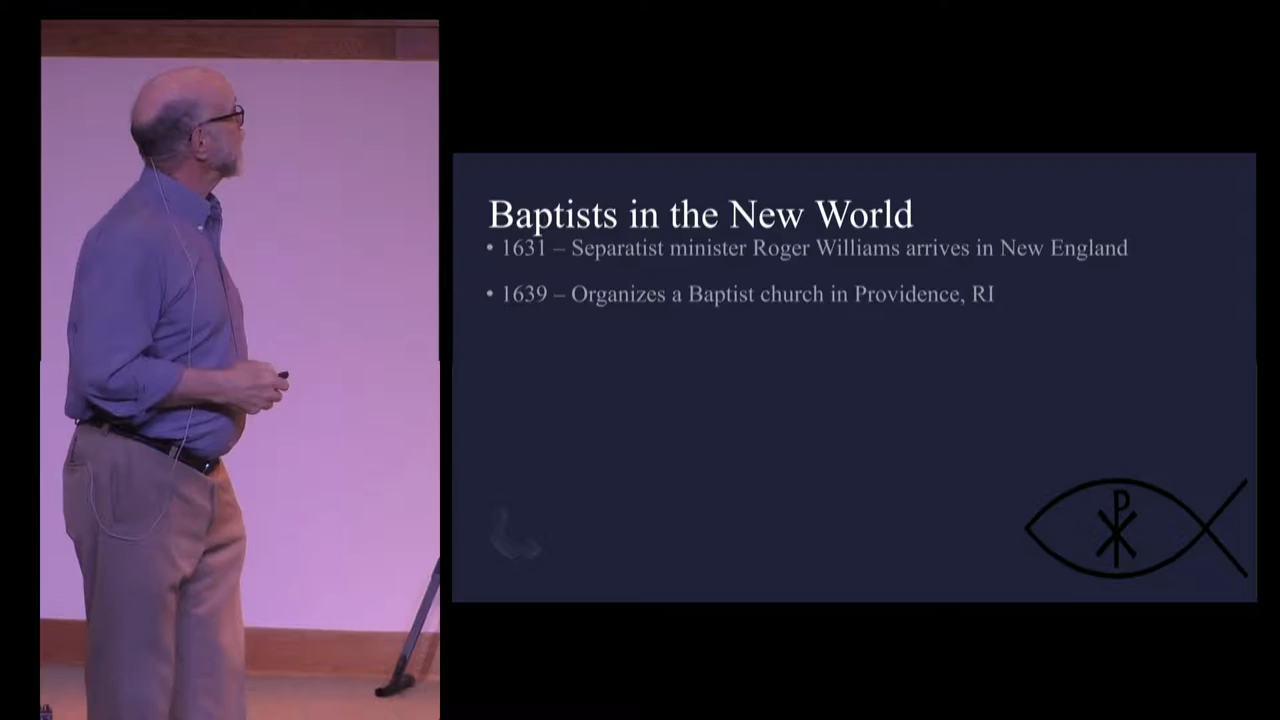 Baptists in the New World
• 1631 – Separatist minister Roger Williams arrives in New England
• 1639 – Organizes a Baptist church in Providence, RI